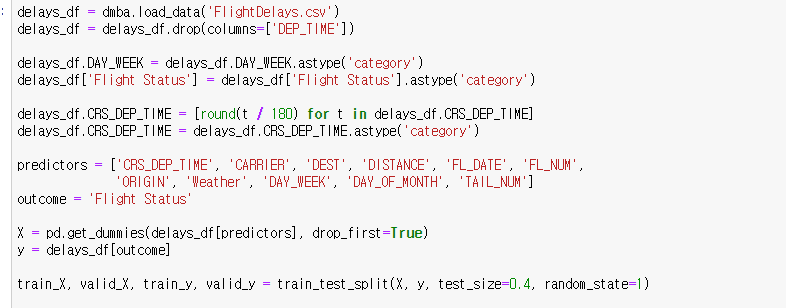 :
delays_df = dmba.load_data('FlightDelays.csv')
delays_df = delays_df.drop(columns=['DEP_TIME'])
delays_df.DAY_WEEK = delays_df.DAY_WEEK.astype('category')
delays_df['Flight Status'] = delays_df['Flight Status'].astype('category')
delays_df.CRS_DEP_TIME = [round(t / 180) for t in delays_df.CRS_DEP_TIME]
delays_df.CRS_DEP_TIME = delays_df.CRS_DEP_TIME.astype('category')
predictors = ['CRS_DEP_TIME', 'CARRIER', 'DEST', 'DISTANCE', 'FL_DATE', 'FL_NUM',
'ORIGIN', 'Weather', 'DAY_WEEK', 'DAY_OF_MONTH', 'TAIL_NUM']
outcome = 'Flight Status'
X = pd.get_dummies(delays_df[predictors], drop_first=True)
y = delays_df[outcome]
train_X, valid_X, train_y, valid_y = train_test_split(X, y, test_size=0.4, random_state=1)